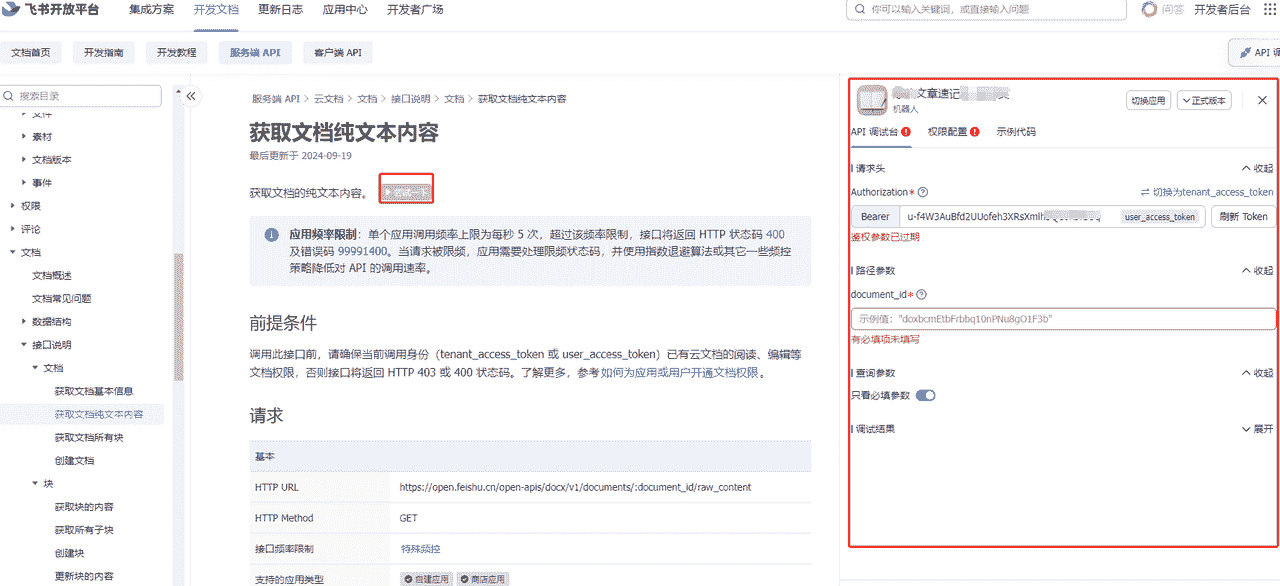 飞书开放平台 集成方案 开发文档 更新日志 应用中心 开发者广场 你可以输入关键词，或直接输入问题 问答 开发者后台
文档首页 开发指南 开发教程 服务端 API 客户端 API API 调
搜索目录
文件
素材
文档版本
事件
权限
评论
文档
文档概述
文档常见问题
数据结构
接口说明
文档
获取文档基本信息
获取文档纯文本内容
获取文档所有块
创建文档
块
获取块的内容
获取所有子块
创建块
更新块的内容
服务端 API > 云文档 > 文档 > 接口说明 > 文档 > 获取文档纯文本内容
获取文档纯文本内容
最后更新于 2024-09-19
获取文档的纯文本内容。
应用频率限制：单个应用调用频率上限为每秒 5 次，超过该频率限制，接口将返回 HTTP 状态码 400
及错误码 99991400。当请求被限频，应用需要处理限频状态码，并使用指数退避算法或其它一些频控
策略降低对 API 的调用速率。
前提条件
调用此接口前，请确保当前调用身份（tenant_access_token 或 user_access_token）已有云文档的阅读、编辑等
文档权限，否则接口将返回 HTTP 403 或 400 状态码。了解更多，参考如何为应用或用户开通文档权限。
请求
基本
HTTP URL https://open.feishu.cn/open-apis/docx/v1/documents/:document_id/raw_content
HTTP Method GET
接口频率限制 特殊频控
支持的应用类型 自建应用 商店应用
文章速记
机器人
切换应用 正式版本
API 调试台 权限配置 示例代码
请求头 收起
Authorization* 切换为tenant_access_token
Bearer user_access_token 刷新 Token
鉴权参数已过期
路径参数 收起
document_id*
示例值："doxbcmEtbFrbbq10nPNu8gO1F3b"
有必填项未填写
查询参数 收起
只看必填参数
调试结果 展开